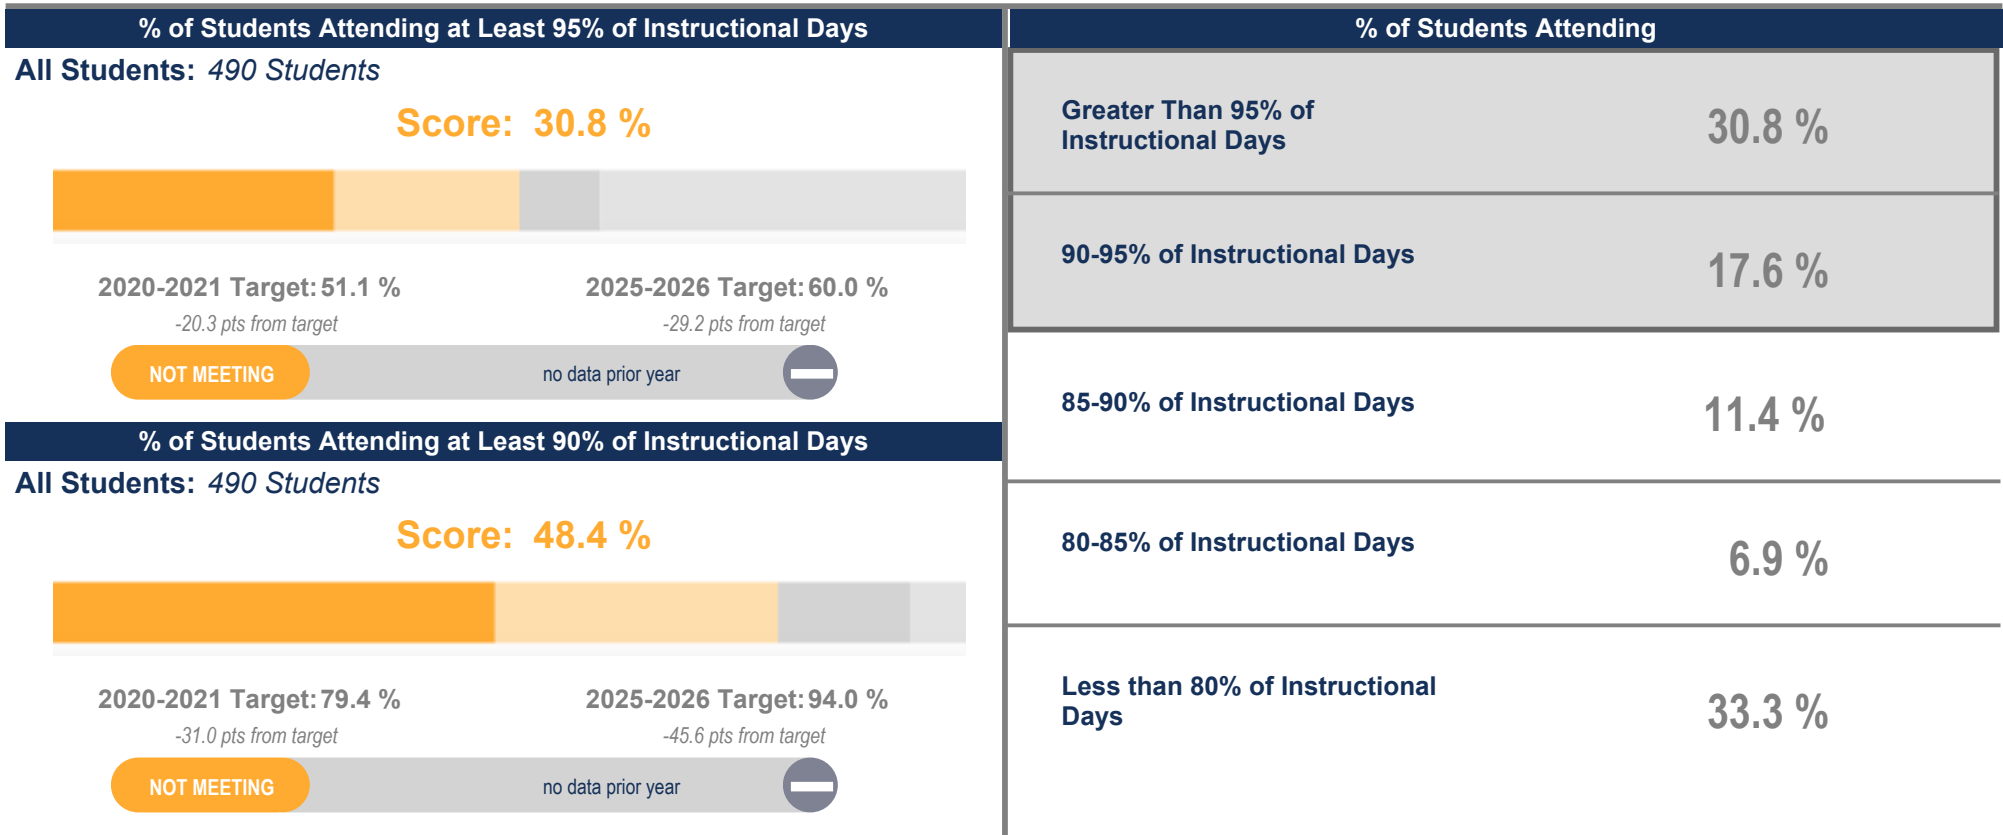 % of Students Attending at Least 95% of Instructional Days
All Students: 490 Students
Score: 30.8 %
2020-2021 Target: 51.1 %
2025-2026 Target: 60.0 %
-20.3 pts from target
-29.2 pts from target
NOT MEETING
no data prior year
% of Students Attending at Least 90% of Instructional Days
All Students: 490 Students
Score: 48.4 %
2020-2021 Target: 79.4 %
2025-2026 Target: 94.0 %
-31.0 pts from target
-45.6 pts from target
NOT MEETING
no data prior year
% of Students Attending
Greater Than 95% of
Instructional Days
30.8 %
90-95% of Instructional Days
17.6 %
85-90% of Instructional Days
11.4 %
80-85% of Instructional Days
6.9 %
Less than 80% of Instructional
Days
33.3 %